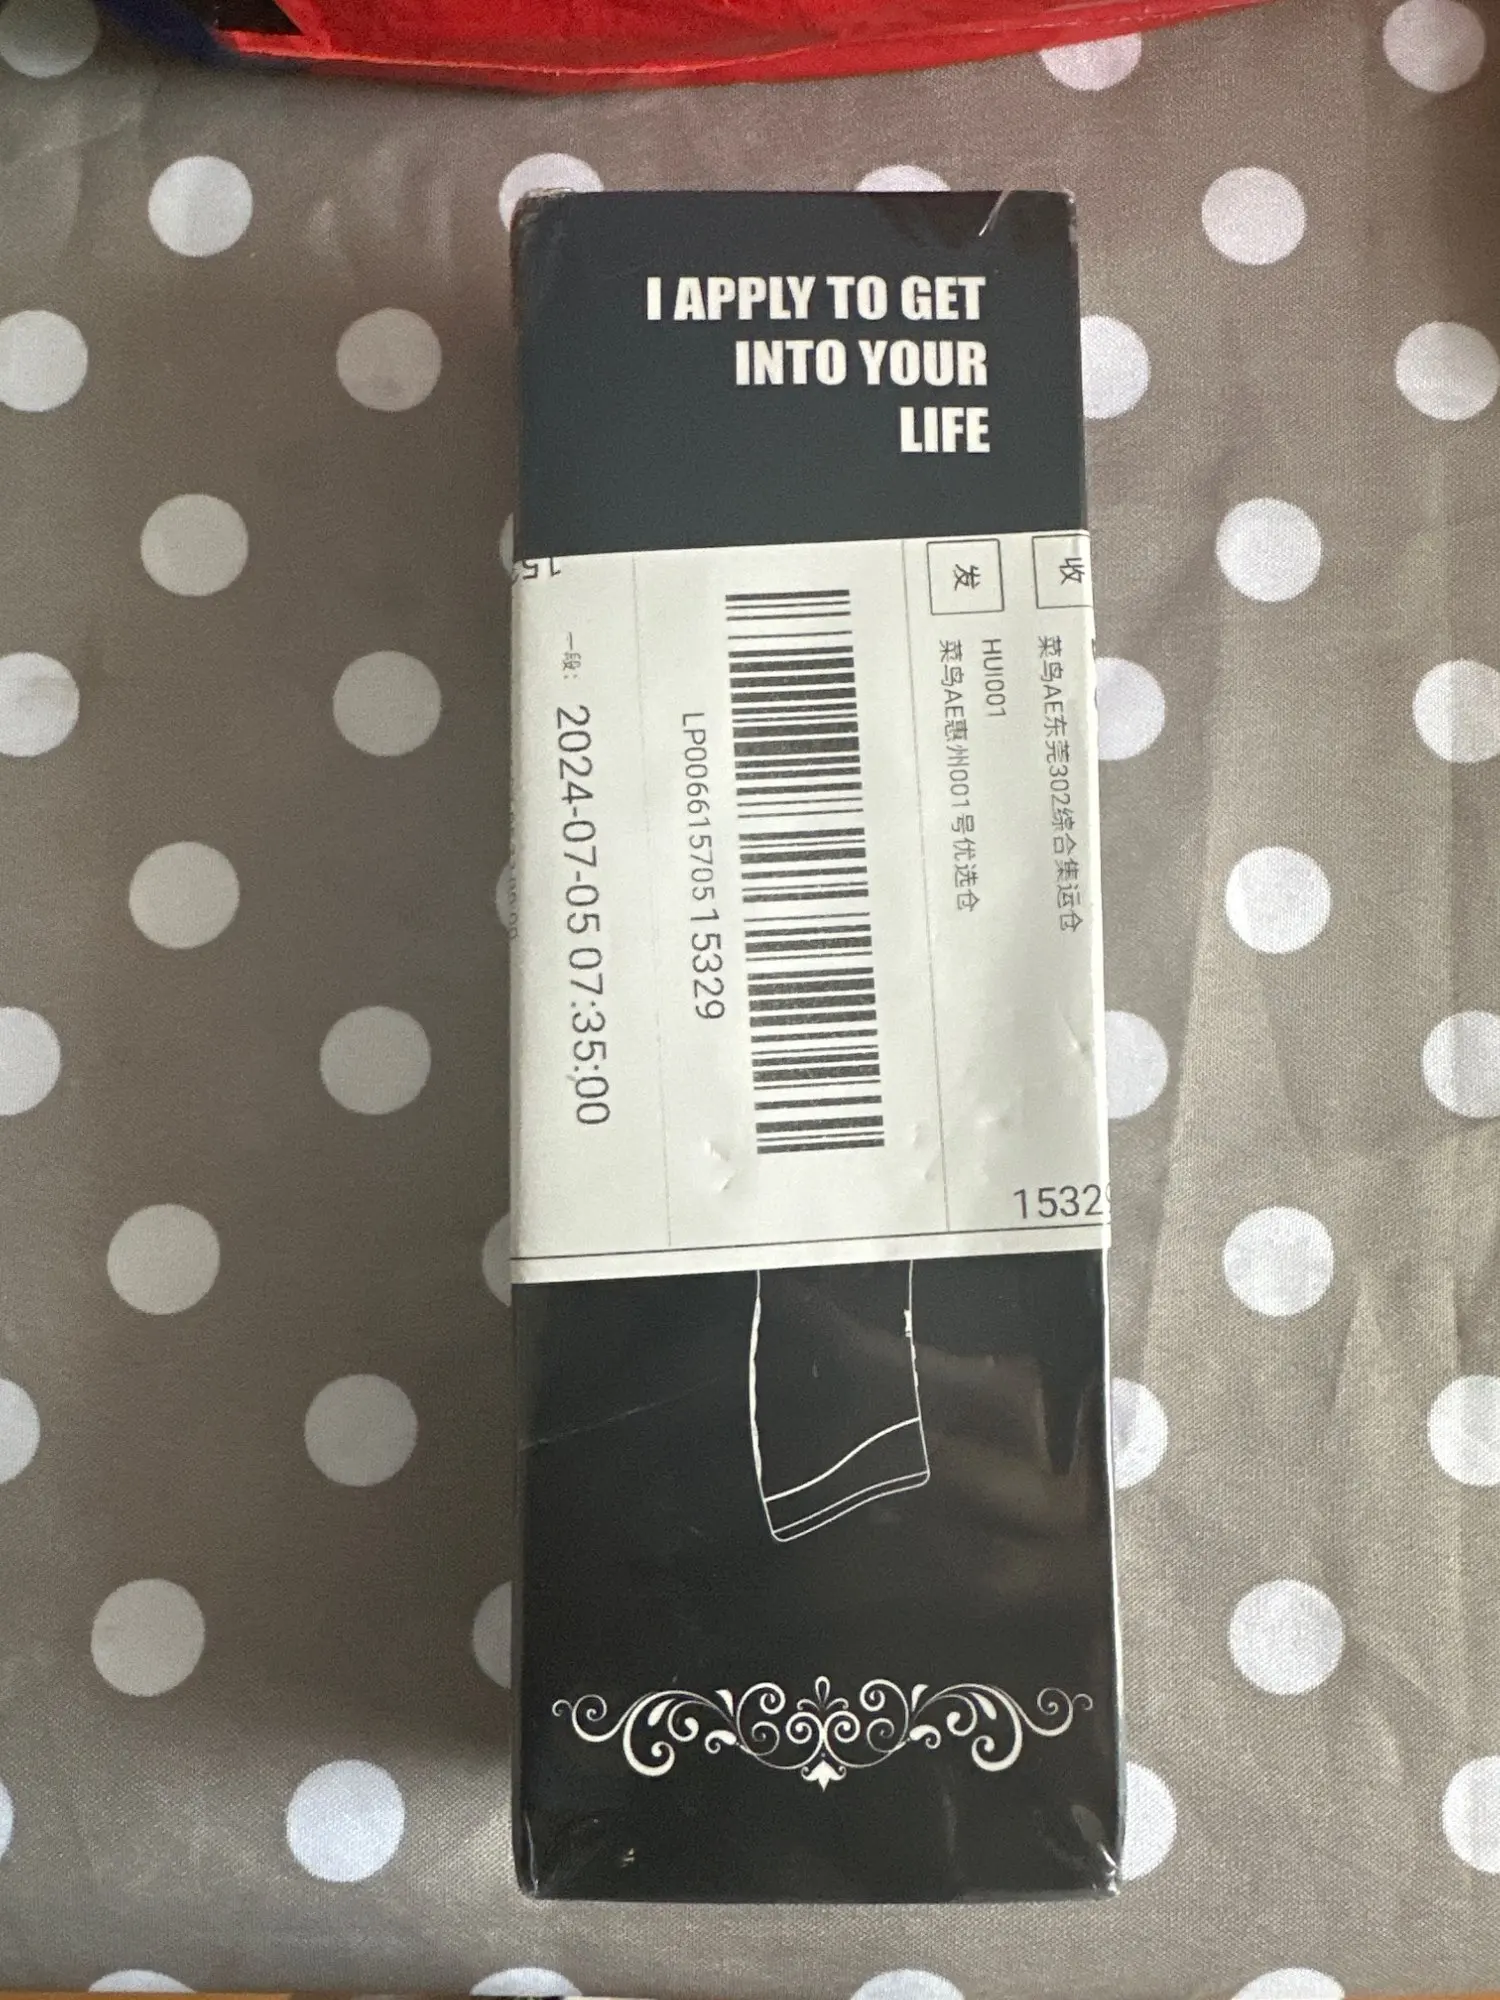 I APPLY TO GET
INTO YOUR
LIFE
收
菜鸟AE东莞302综合集运仓
发
HUI001
菜鸟AE惠州001号优选仓
LP00661570515329
一段:
2024-07-05 07:35:00
1532